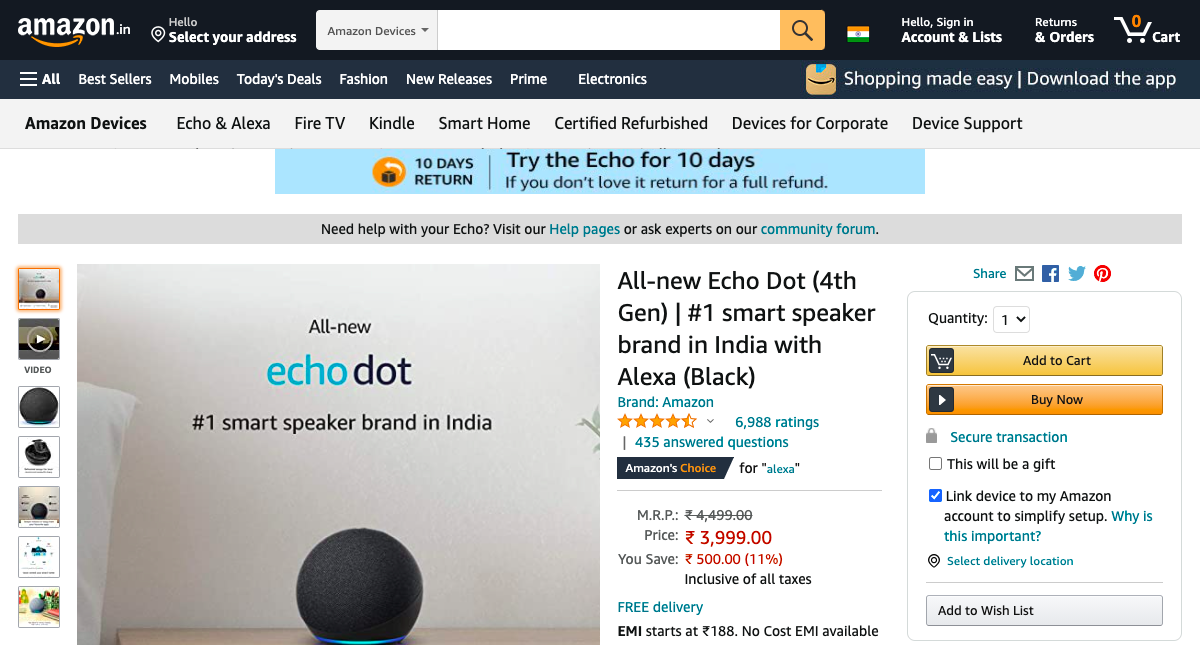 amazon.in
Hello
Select your address
Amazon Devices
Hello, Sign in
Account & Lists
Returns
& Orders
0
Cart
All
Best Sellers
Mobiles
Today's Deals
Fashion
New Releases
Prime
Electronics
Shopping made easy | Download the app
Amazon Devices
Echo & Alexa
Fire TV
Kindle
Smart Home
Certified Refurbished
Devices for Corporate
Device Support
10 DAYS
RETURN
Try the Echo for 10 days
If you don't love it return for a full refund.
Need help with your Echo? Visit our Help pages or ask experts on our community forum.
VIDEO
All-new
echo dot
#1 smart speaker brand in India
All-new Echo Dot (4th
Gen) | #1 smart speaker
brand in India with
Alexa (Black)
Brand: Amazon
6,988 ratings
| 435 answered questions
Amazon's Choice for "alexa"
M.R.P.: ₹ 4,499.00
Price: ₹ 3,999.00
You Save: ₹ 500.00 (11%)
Inclusive of all taxes
FREE delivery
EMI starts at ₹188. No Cost EMI available
Share
Quantity: 1
Add to Cart
Buy Now
Secure transaction
This will be a gift
Link device to my Amazon
account to simplify setup. Why is
this important?
Select delivery location
Add to Wish List